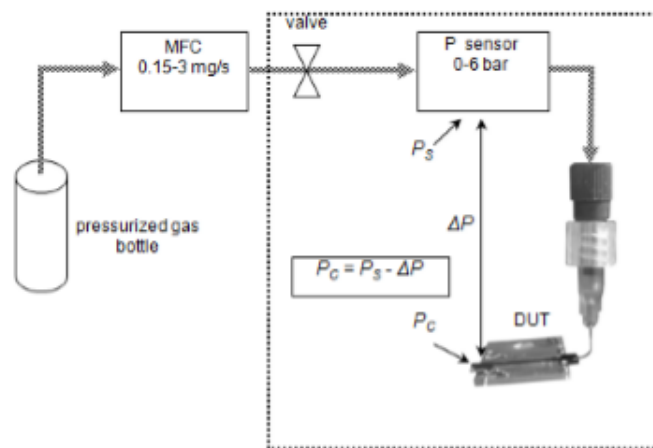 valve
MFC
0.15-3 mg/s
P sensor
0-6 bar
P_S
ΔP
pressurized gas
bottle
P_C = P_S - ΔP
P_C
DUT